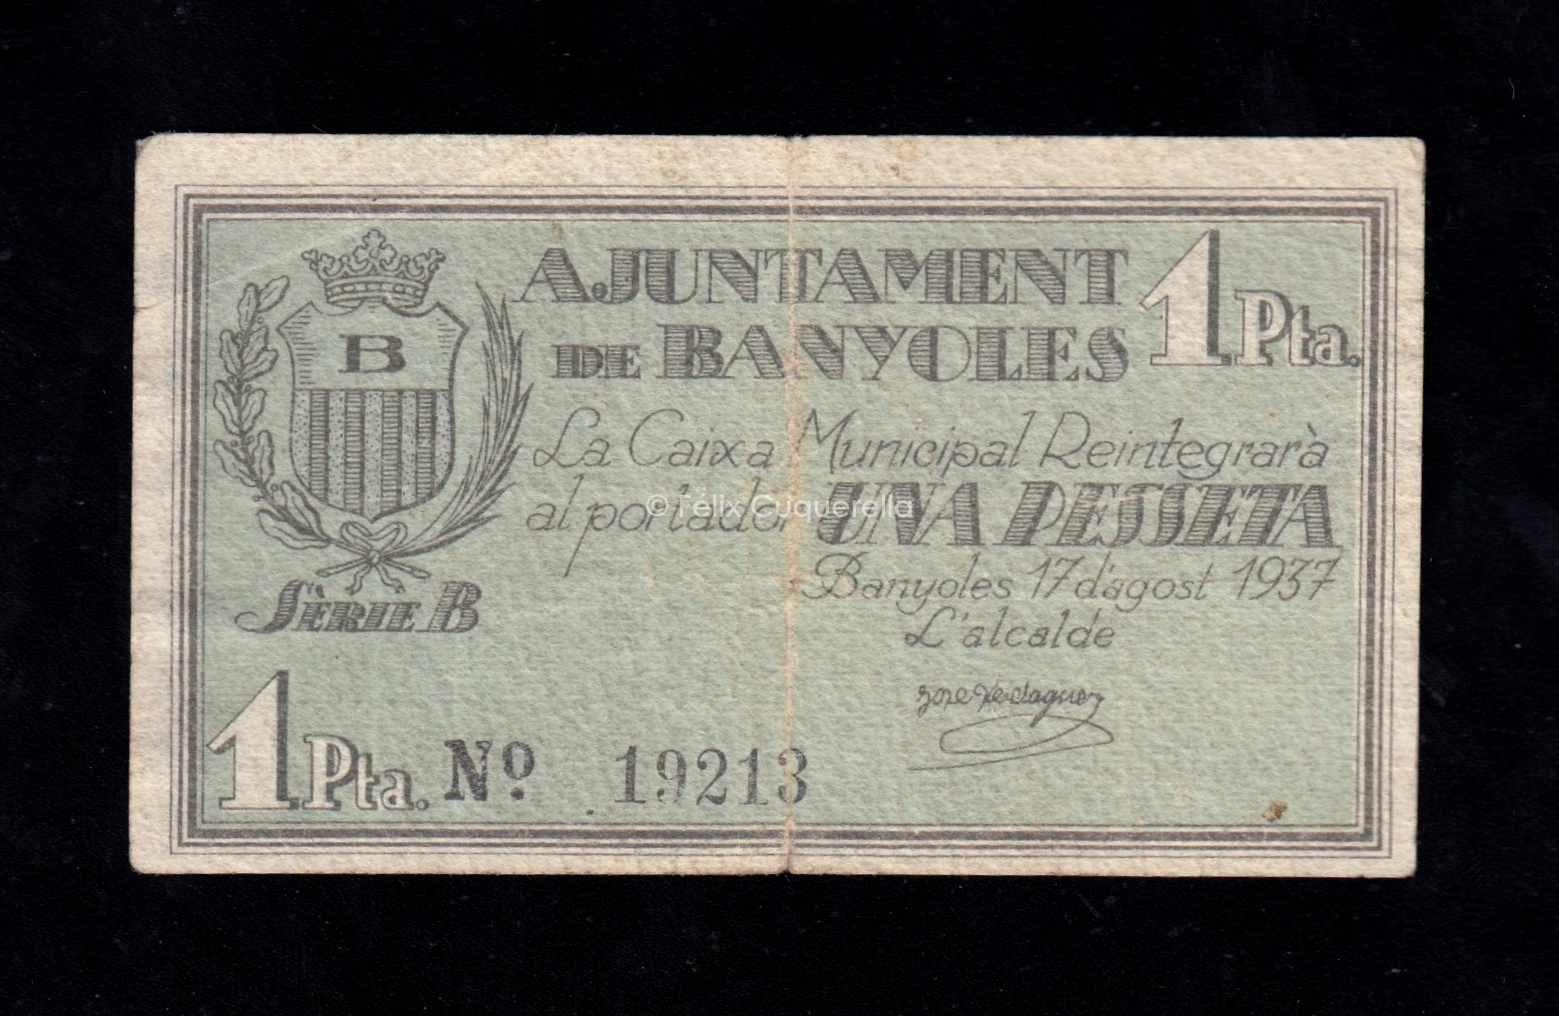 AJUNTAMENT 1 Pta.
DE BANYOLES
B
La Caixa Municipal Reintegrarà
al portador UNA PESSETA
© Félix Cuquerella
Banyoles 17 d'agost 1937
L'alcalde
SÈRIE B
1 Pta. Nº 19213